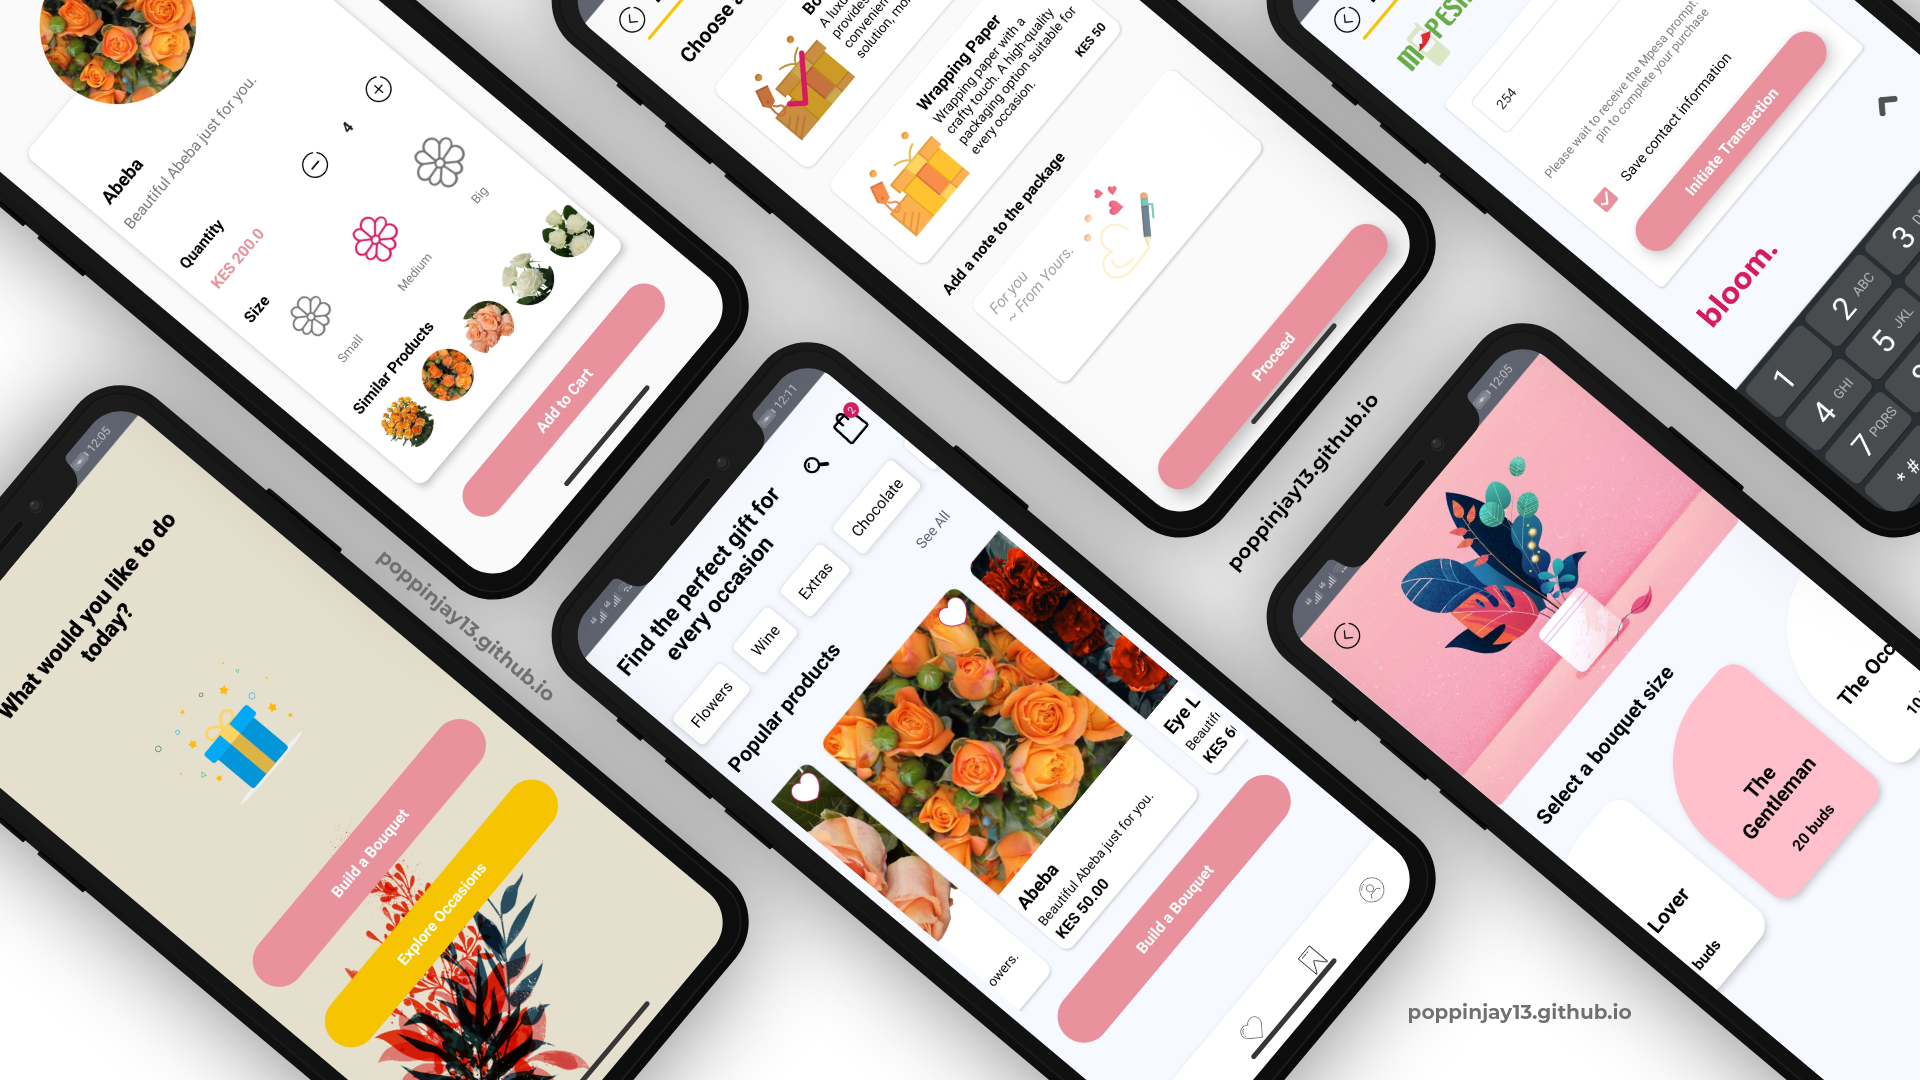 Abeba
Beautiful Abeba just for you.
Quantity
KES 200.0
4
Size
Small
Medium
Big
Similar Products
Add to Cart
Choose a
A luxu
provides
convenien
solution, mo
Wrapping Paper
Wrapping paper with a
crafty touch. A high-quality
packaging option suitable for
every occasion.
KES 50
Add a note to the package
For you
~ From Yours.
Proceed
254
Please wait to receive the Mpesa prompt.
pin to complete your purchase
Save contact information
Initiate Transaction
bloom.
1
2 ABC
3
4 GHI
5 JKL
7 PQRS
*#
12:05
What would you like to do
today?
Build a Bouquet
Explore Occasions
poppinjay13.github.io
12:11
2
Find the perfect gift for
every occasion
Flowers
Wine
Extras
Chocolate
Popular products
See All
Abeba
Beautiful Abeba just for you.
KES 50.00
Eye L
Beautif
KES 6
owers.
Build a Bouquet
poppinjay13.github.io
12:05
Select a bouquet size
Lover
buds
The
Gentleman
20 buds
The Occ
10
poppinjay13.github.io